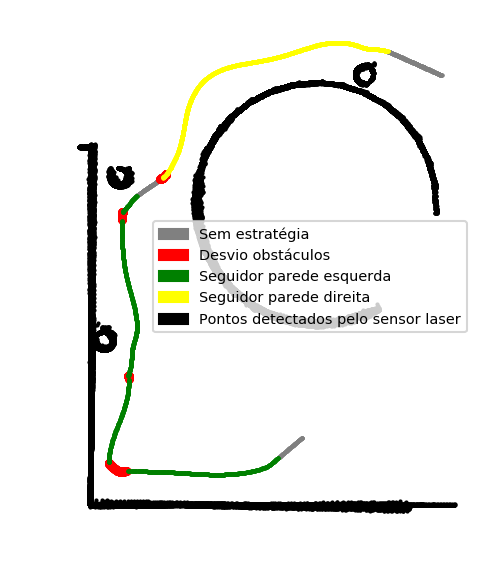 Sem estratégia
Desvio obstáculos
Seguidor parede esquerda
Seguidor parede direita
Pontos detectados pelo sensor laser